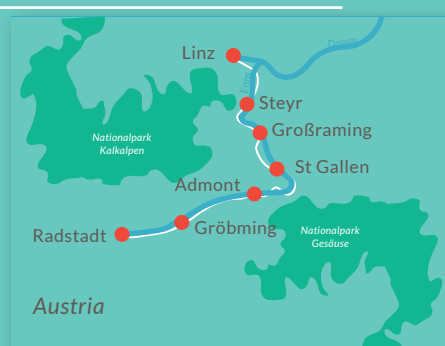 Donau
Linz
Enns
Steyr
Großraming
Nationalpark
Kalkalpen
St Gallen
Admont
Gröbming
Radstadt
Nationalpark
Gesäuse
Austria